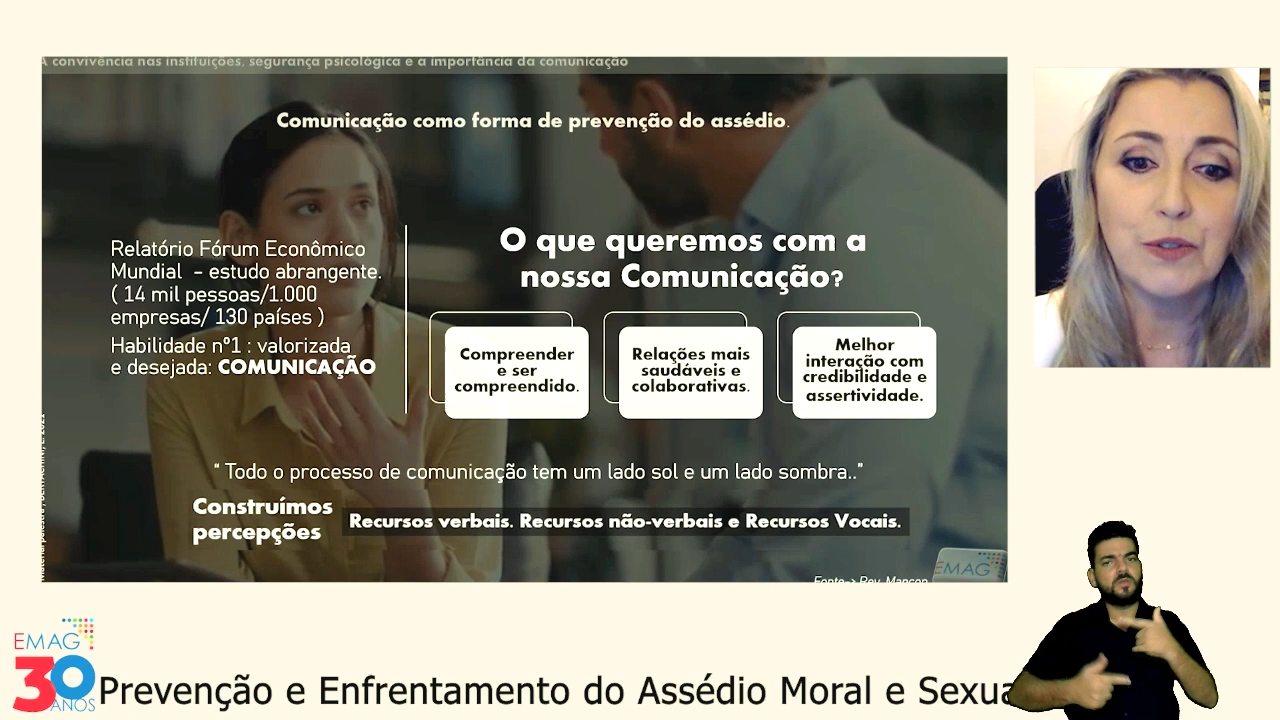 A convivência nas instituições, segurança psicológica e a importância da comunicação
Comunicação como forma de prevenção do assédio.
Relatório Fórum Econômico
Mundial - estudo abrangente.
( 14 mil pessoas/1.000
empresas/ 130 países )
Habilidade nº1 : valorizada
e desejada: COMUNICAÇÃO
O que queremos com a
nossa Comunicação?
Compreender
e ser
compreendido.
Relações mais
saudáveis e
colaborativas.
Melhor
interação com
credibilidade e
assertividade.
“ Todo o processo de comunicação tem um lado sol e um lado sombra..”
Construímos
percepções
Recursos verbais. Recursos não-verbais e Recursos Vocais.
EMAG
EMAG
30
ANOS
Prevenção e Enfrentamento do Assédio Moral e Sexua